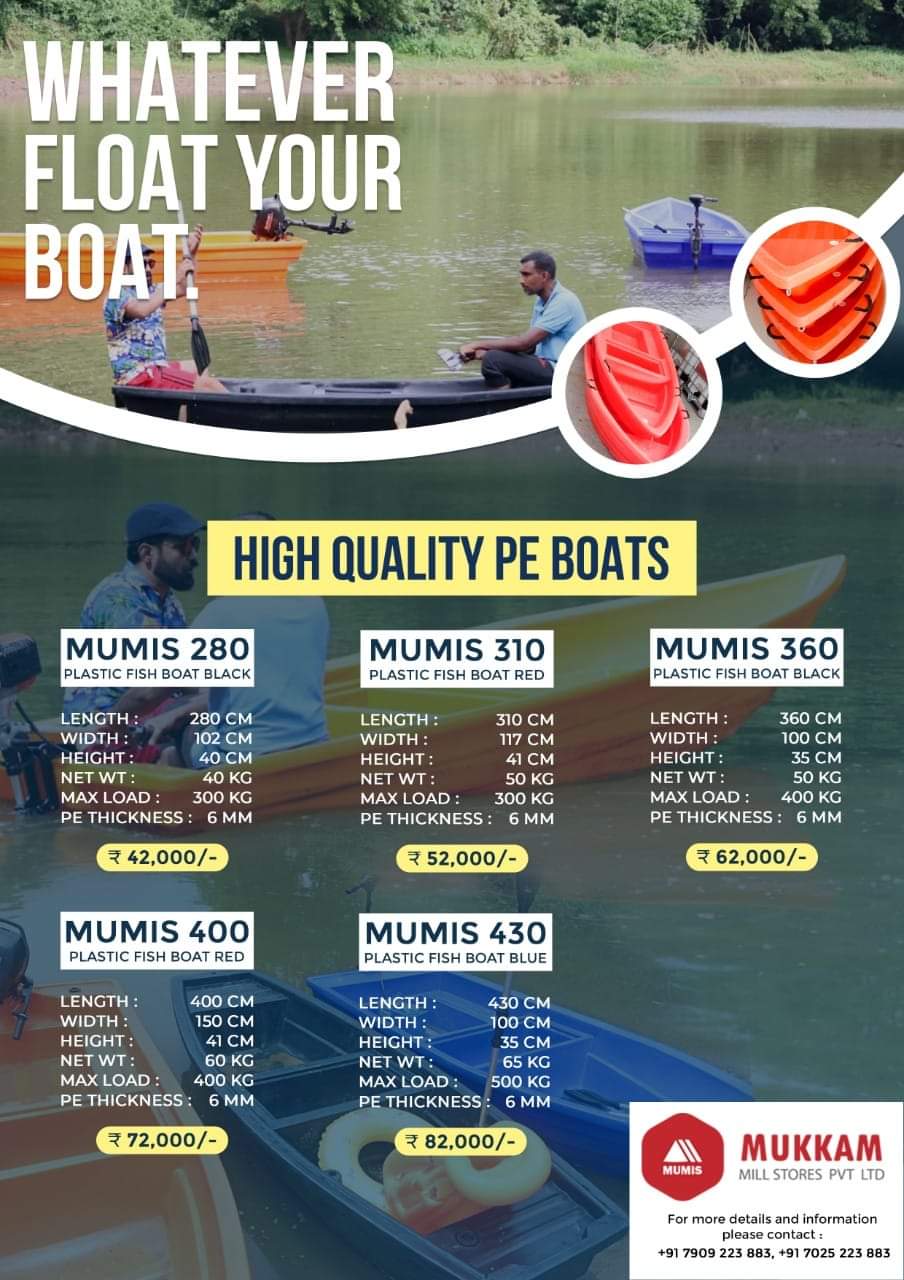 WHATEVER
FLOAT YOUR
BOAT.
HIGH QUALITY PE BOATS
MUMIS 280
PLASTIC FISH BOAT BLACK
LENGTH : 280 CM
WIDTH : 102 CM
HEIGHT : 40 CM
NET WT : 40 KG
MAX LOAD : 300 KG
PE THICKNESS : 6 MM
₹ 42,000/-
MUMIS 310
PLASTIC FISH BOAT RED
LENGTH : 310 CM
WIDTH : 117 CM
HEIGHT : 41 CM
NET WT : 50 KG
MAX LOAD : 300 KG
PE THICKNESS : 6 MM
₹ 52,000/-
MUMIS 360
PLASTIC FISH BOAT BLACK
LENGTH : 360 CM
WIDTH : 100 CM
HEIGHT : 35 CM
NET WT : 50 KG
MAX LOAD : 400 KG
PE THICKNESS : 6 MM
₹ 62,000/-
MUMIS 400
PLASTIC FISH BOAT RED
LENGTH : 400 CM
WIDTH : 150 CM
HEIGHT : 41 CM
NET WT : 60 KG
MAX LOAD : 400 KG
PE THICKNESS : 6 MM
₹ 72,000/-
MUMIS 430
PLASTIC FISH BOAT BLUE
LENGTH : 430 CM
WIDTH : 100 CM
HEIGHT : 35 CM
NET WT : 65 KG
MAX LOAD : 500 KG
PE THICKNESS : 6 MM
₹ 82,000/-
MUMIS
MUKKAM
MILL STORES PVT LTD
For more details and information
please contact :
+91 7909 223 883, +91 7025 223 883